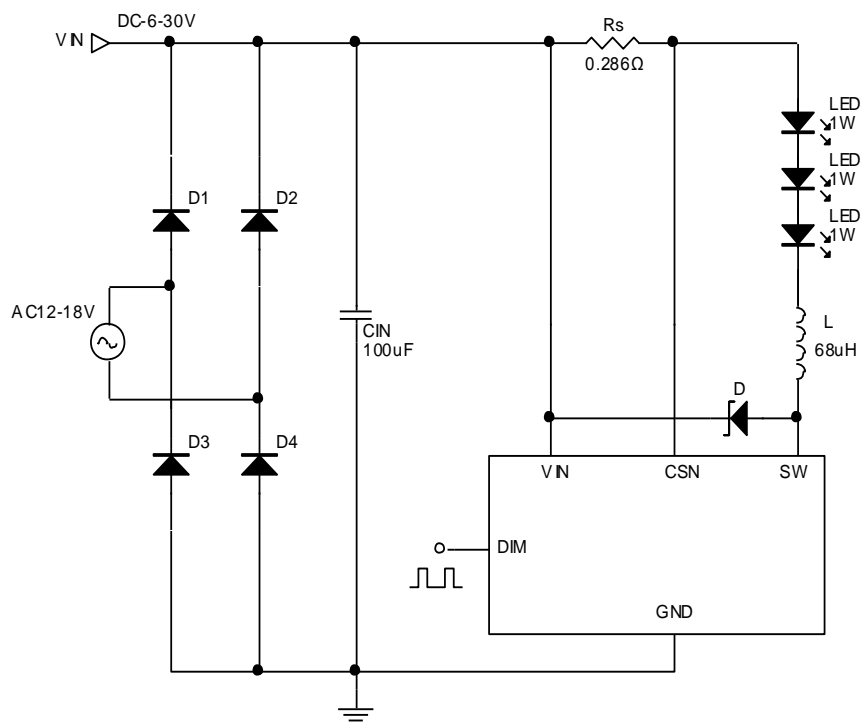 DC-6-30V
VIN
Rs
0.286Ω
LED
1W
LED
1W
LED
1W
D1
D2
AC12-18V
CIN
100uF
L
68uH
D
D3
D4
VIN
CSN
SW
DIM
GND